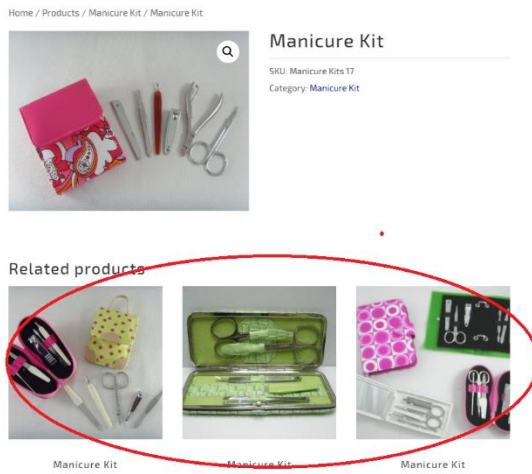 Home / Products / Manicure Kit / Manicure Kit
Manicure Kit
SKU: Manicure Kits 17
Category: Manicure Kit
Related products
Manicure Kit
Manicure Kit
Manicure Kit